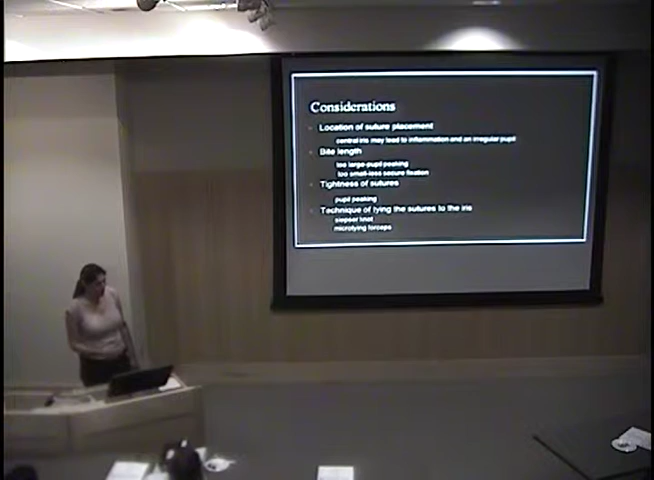 Considerations
Location of suture placement
central iris may lead to inflammation and an irregular pupil
Bite length
too large-pupil peaking
too small-less secure fixation
Tightness of sutures
pupil peaking
Technique of tying the sutures to the iris
siepser knot
microtying forceps